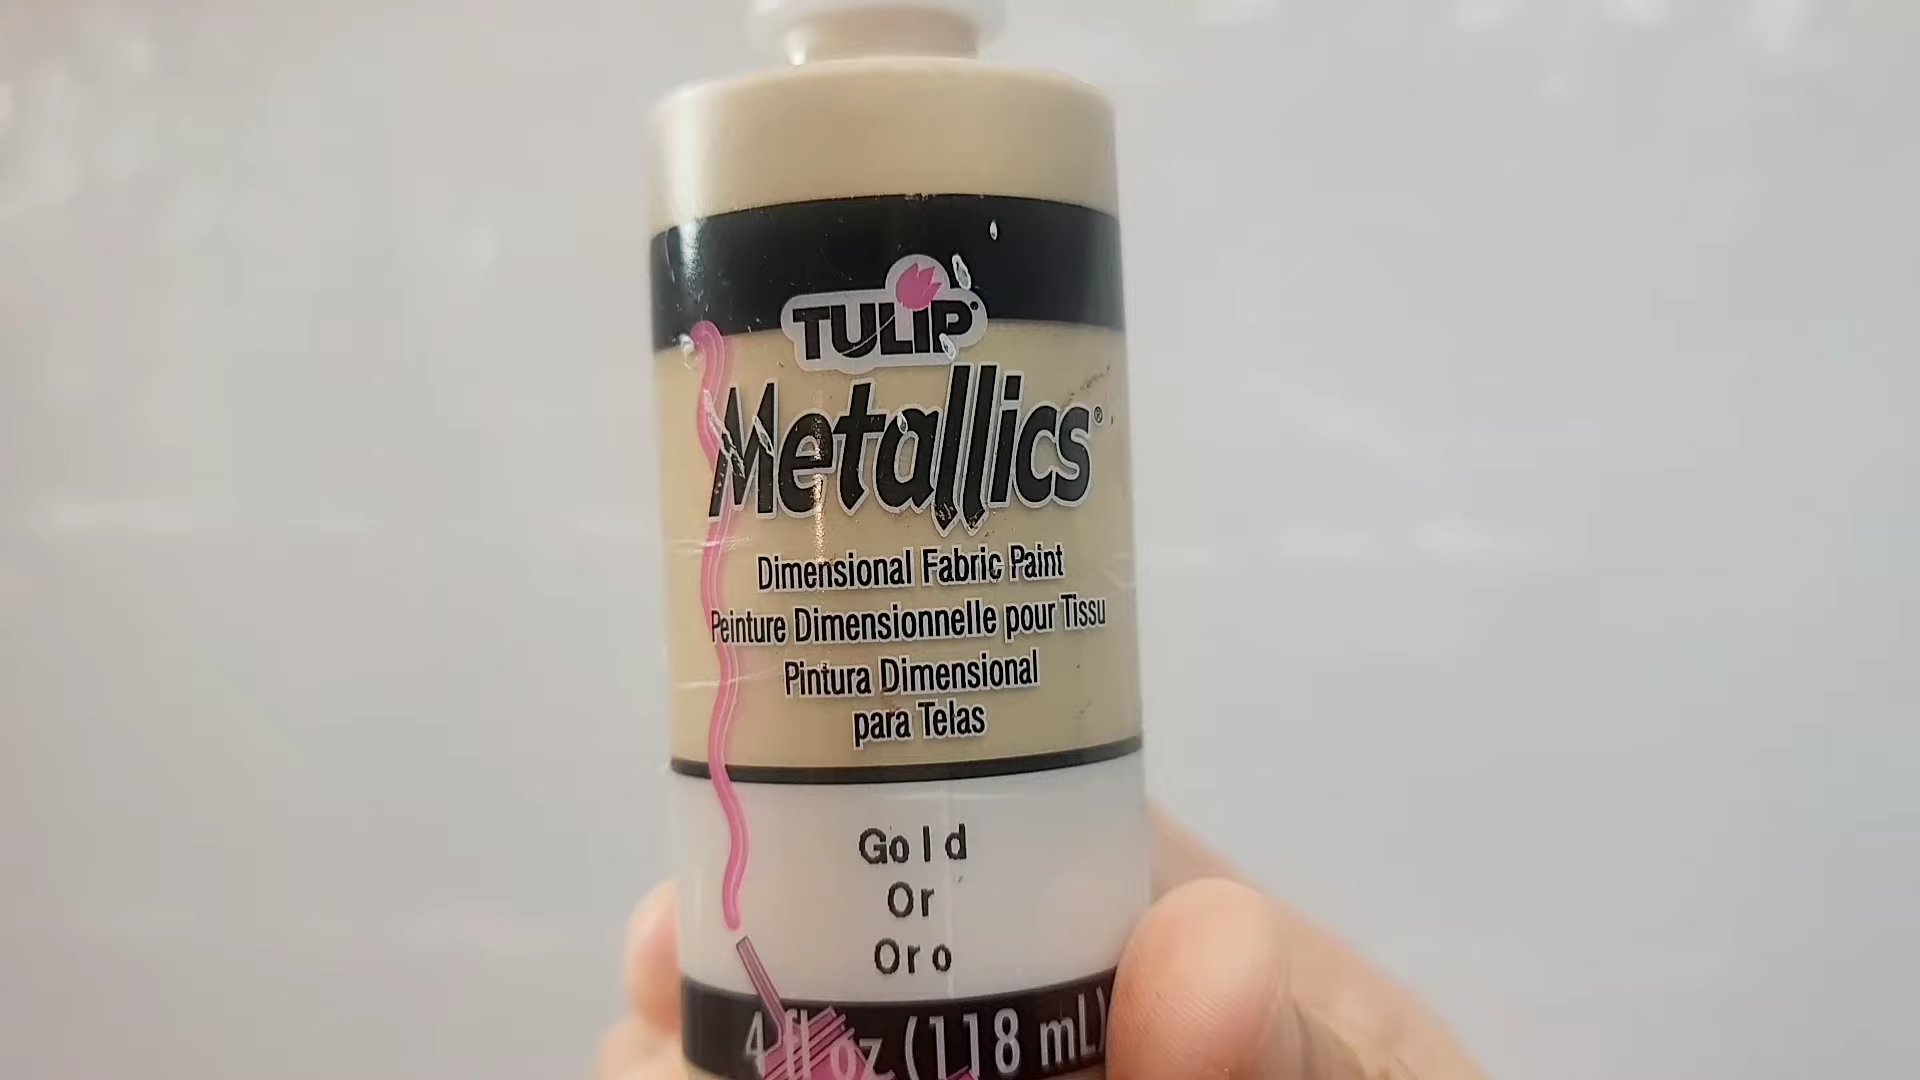 TULIP®
Metallics®
Dimensional Fabric Paint
Peinture Dimensionnelle pour Tissu
Pintura Dimensional
para Telas
Gold
Or
Oro
4 fl oz (118 mL)